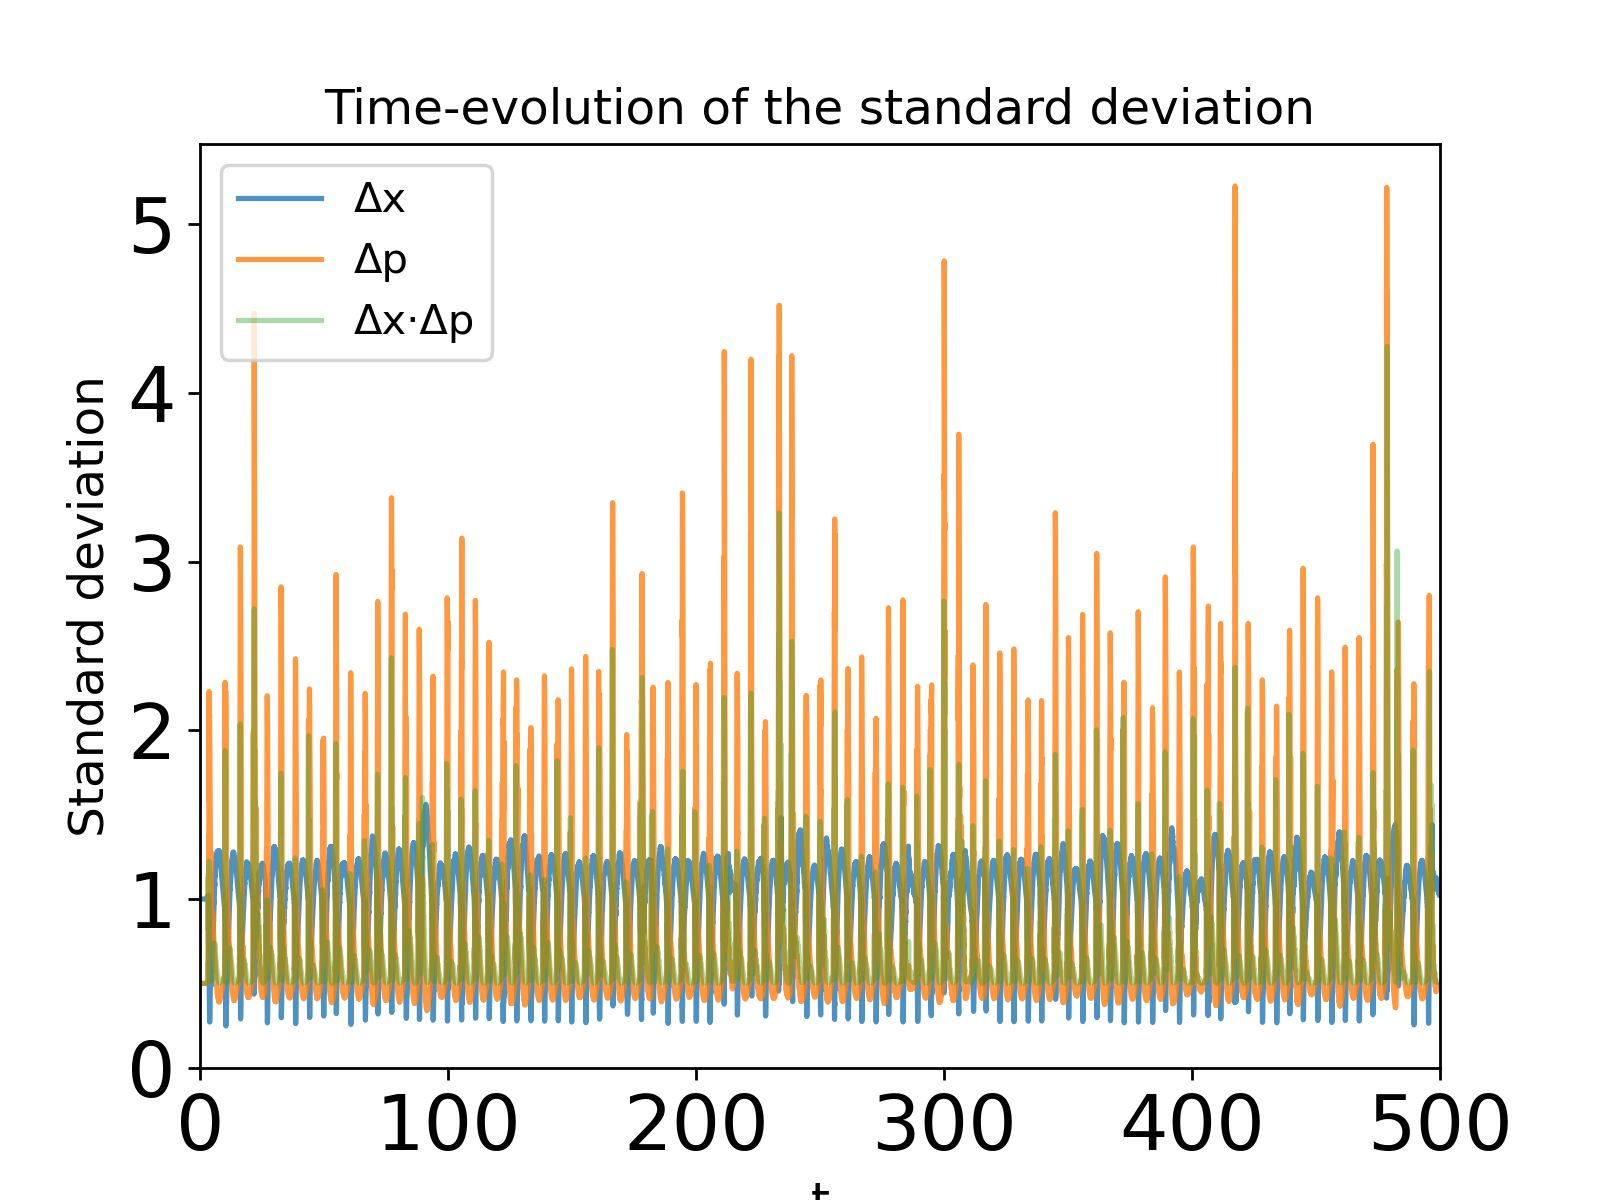 Time-evolution of the standard deviation
Δx
Δp
Δx·Δp
Standard deviation
5
4
3
2
1
0
0 100 200 300 400 500
t